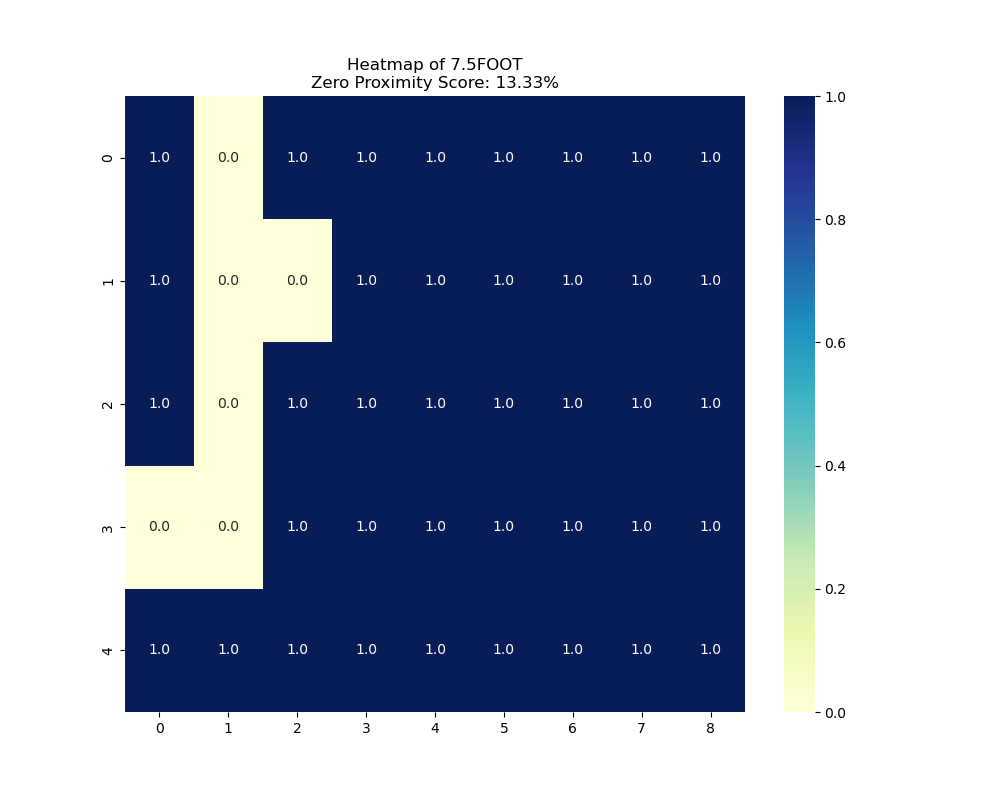 Heatmap of 7.5FOOT
Zero Proximity Score: 13.33%
0 1.0 0.0 1.0 1.0 1.0 1.0 1.0 1.0 1.0
1 1.0 0.0 0.0 1.0 1.0 1.0 1.0 1.0 1.0
2 1.0 0.0 1.0 1.0 1.0 1.0 1.0 1.0 1.0
3 0.0 0.0 1.0 1.0 1.0 1.0 1.0 1.0 1.0
4 1.0 1.0 1.0 1.0 1.0 1.0 1.0 1.0 1.0
0 1 2 3 4 5 6 7 8
1.0
0.8
0.6
0.4
0.2
0.0